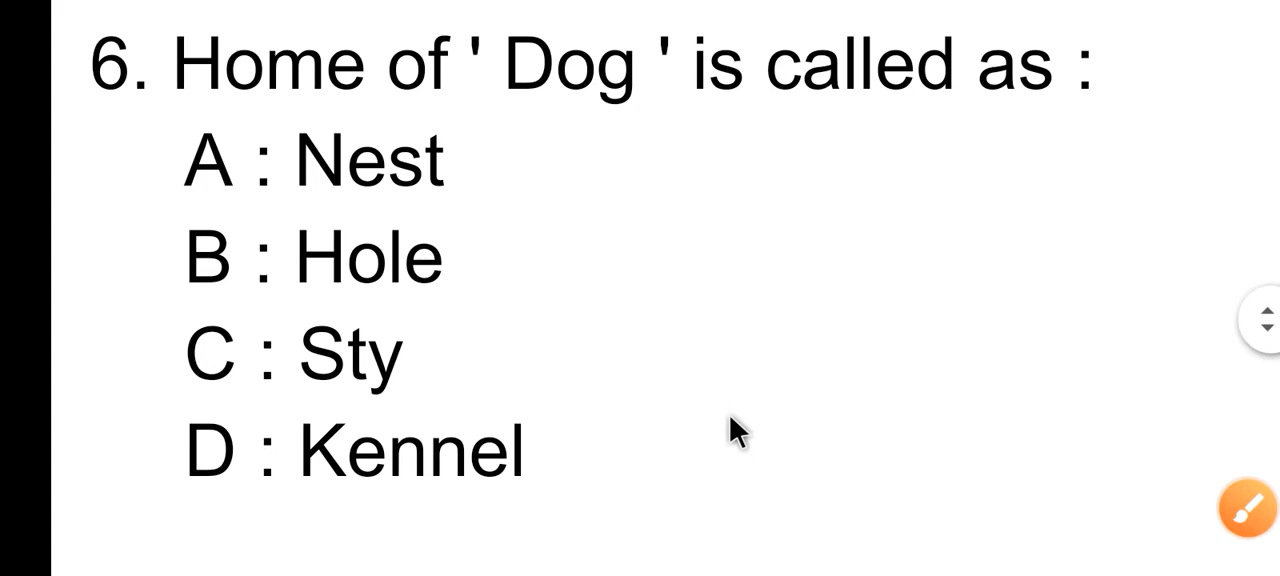 6. Home of ' Dog ' is called as :
A : Nest
B : Hole
C : Sty
D : Kennel